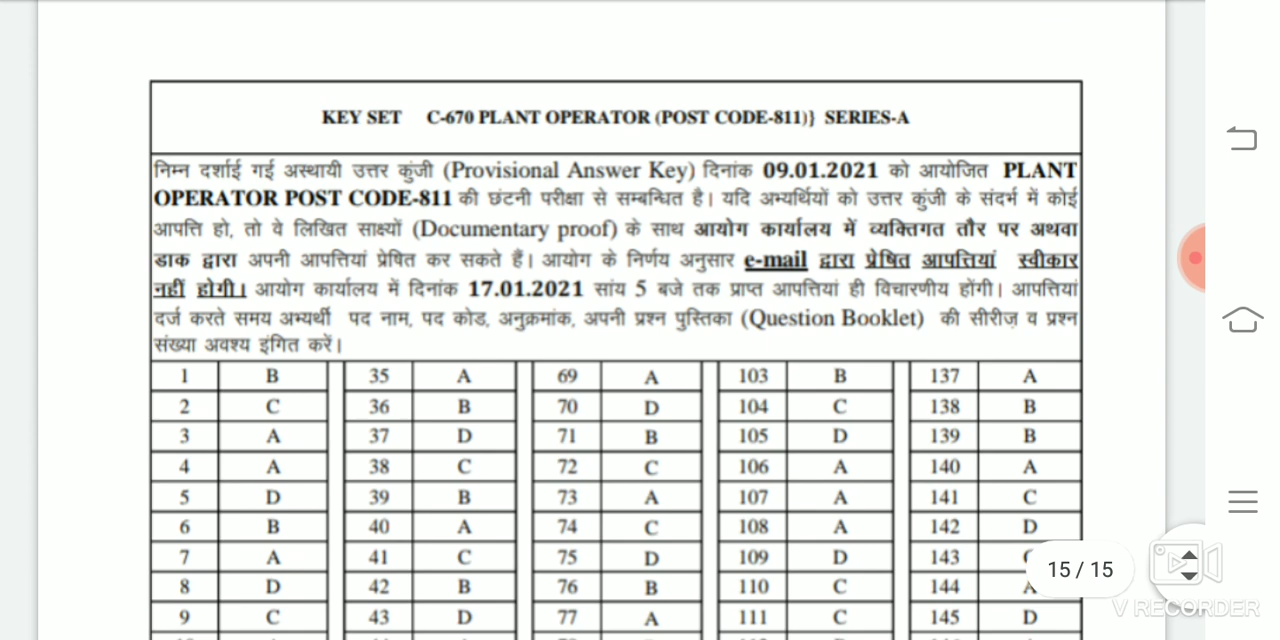 KEY SET C-670 PLANT OPERATOR (POST CODE-811)} SERIES-A
निम्न दर्शाई गई अस्थायी उत्तर कुंजी (Provisional Answer Key) दिनांक 09.01.2021 को आयोजित PLANT
OPERATOR POST CODE-811 की छंटनी परीक्षा से सम्बन्धित है। यदि अभ्यर्थियों को उत्तर कुंजी के संदर्भ में कोई
आपत्ति हो, तो वे लिखित साक्ष्यों (Documentary proof) के साथ आयोग कार्यालय में व्यक्तिगत तौर पर अथवा
डाक द्वारा अपनी आपत्तियां प्रेषित कर सकते हैं। आयोग के निर्णय अनुसार e-mail द्वारा प्रेषित आपत्तियां स्वीकार
नहीं होगी। आयोग कार्यालय में दिनांक 17.01.2021 सांय 5 बजे तक प्राप्त आपत्तियां ही विचारणीय होंगी। आपत्तियां
दर्ज करते समय अभ्यर्थी पद नाम, पद कोड, अनुक्रमांक, अपनी प्रश्न पुस्तिका (Question Booklet) की सीरीज़ व प्रश्न
संख्या अवश्य इंगित करें।
1 B 35 A 69 A 103 B 137 A
2 C 36 B 70 D 104 C 138 B
3 A 37 D 71 B 105 D 139 B
4 A 38 C 72 C 106 A 140 A
5 D 39 B 73 A 107 A 141 C
6 B 40 A 74 C 108 A 142 D
7 A 41 C 75 D 109 D 143
8 D 42 B 76 B 110 C 144 A
9 C 43 D 77 A 111 C 145 D
15 / 15
V RECORDER